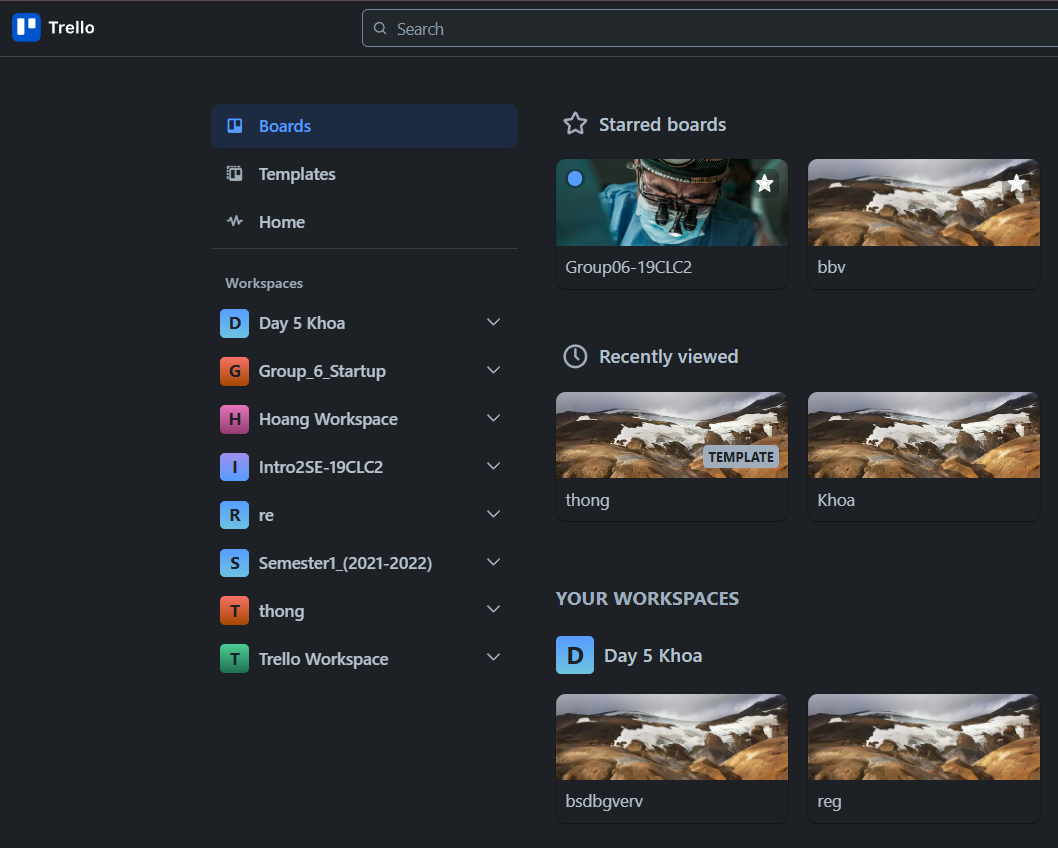 Trello
Search
Boards
Templates
Home
Workspaces
D Day 5 Khoa
G Group_6_Startup
H Hoang Workspace
I Intro2SE-19CLC2
R re
S Semester1_(2021-2022)
T thong
T Trello Workspace
Starred boards
Group06-19CLC2
bbv
Recently viewed
TEMPLATE
thong
Khoa
YOUR WORKSPACES
D Day 5 Khoa
bsdbgverv
reg